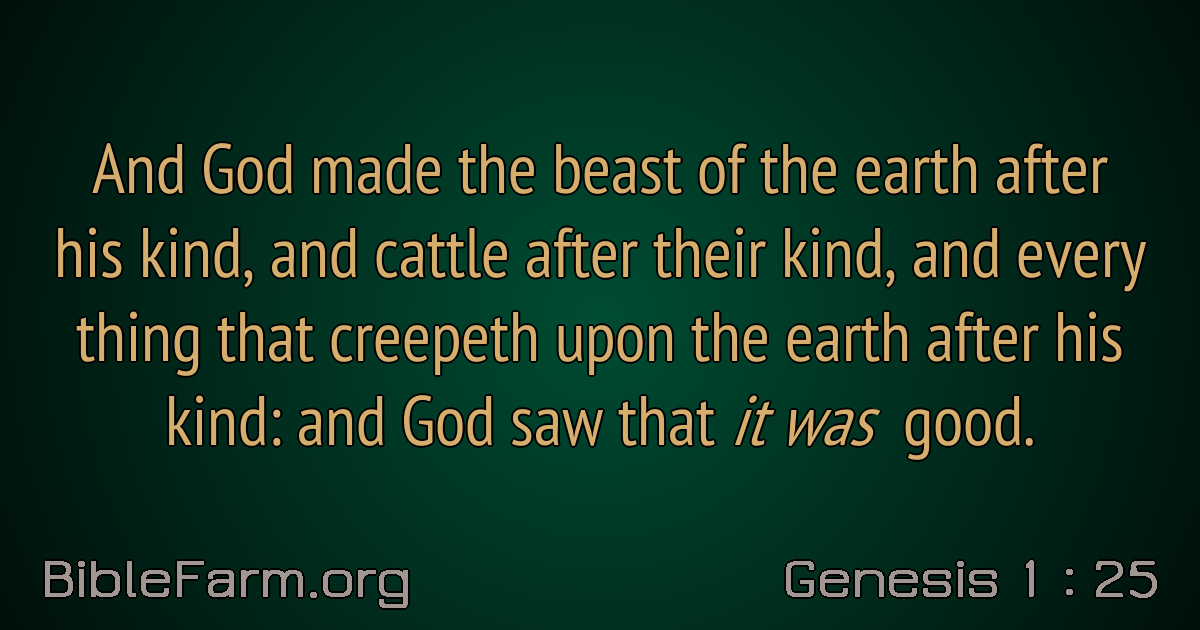 And God made the beast of the earth after
his kind, and cattle after their kind, and every
thing that creepeth upon the earth after his
kind: and God saw that it was good.
BibleFarm.org
Genesis 1 : 25